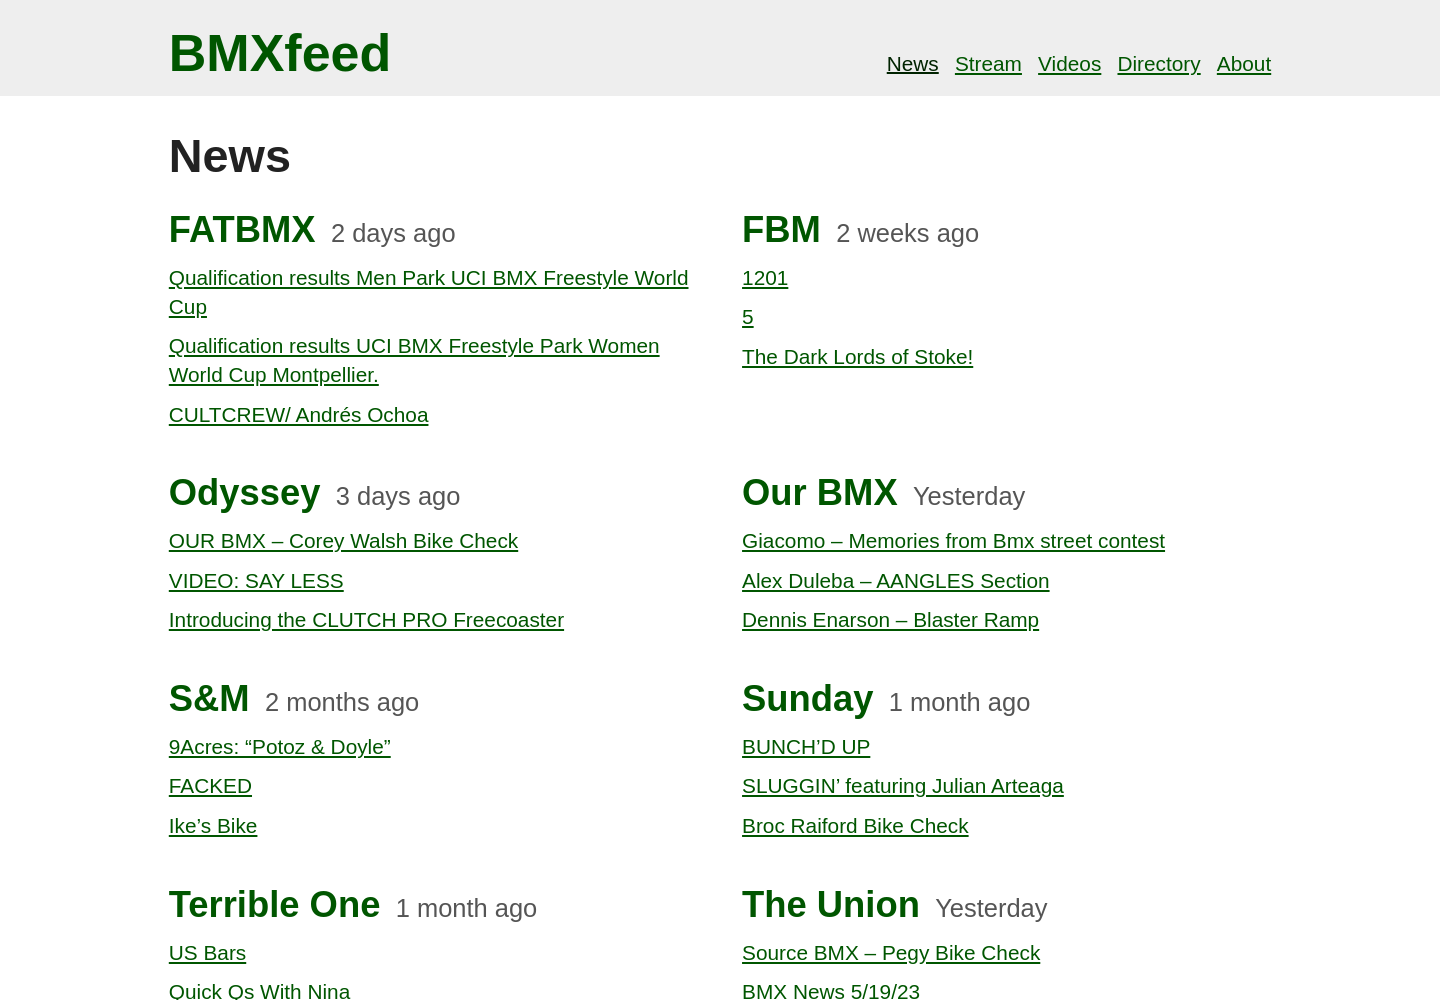 BMXfeed
News Stream Videos Directory About
News
FATBMX 2 days ago
Qualification results Men Park UCI BMX Freestyle World
Cup
Qualification results UCI BMX Freestyle Park Women
World Cup Montpellier.
CULTCREW/ Andrés Ochoa
FBM 2 weeks ago
1201
5
The Dark Lords of Stoke!
Odyssey 3 days ago
OUR BMX – Corey Walsh Bike Check
VIDEO: SAY LESS
Introducing the CLUTCH PRO Freecoaster
Our BMX Yesterday
Giacomo – Memories from Bmx street contest
Alex Duleba – AANGLES Section
Dennis Enarson – Blaster Ramp
S&M 2 months ago
9Acres: “Potoz & Doyle”
FACKED
Ike’s Bike
Sunday 1 month ago
BUNCH’D UP
SLUGGIN’ featuring Julian Arteaga
Broc Raiford Bike Check
Terrible One 1 month ago
US Bars
Quick Qs With Nina
The Union Yesterday
Source BMX – Pegy Bike Check
BMX News 5/19/23